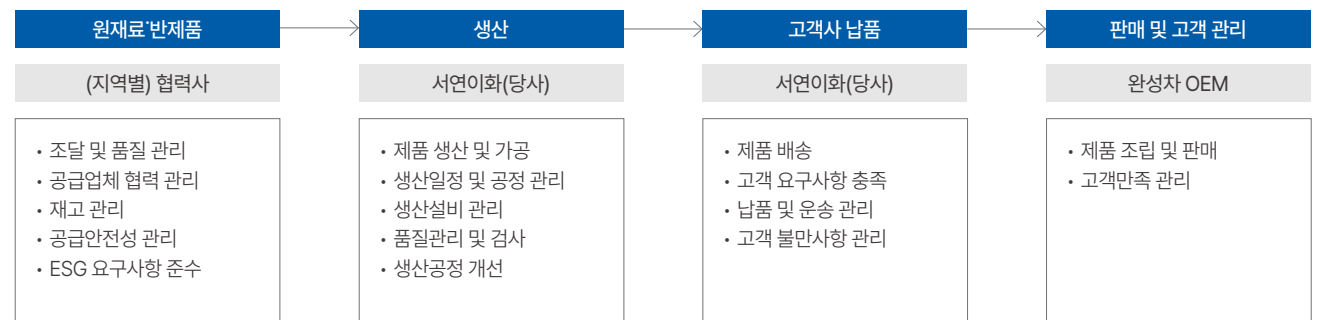 원재료·반제품
(지역별) 협력사
• 조달 및 품질 관리
• 공급업체 협력 관리
• 재고 관리
• 공급안전성 관리
• ESG 요구사항 준수
생산
서연이화(당사)
• 제품 생산 및 가공
• 생산일정 및 공정 관리
• 생산설비 관리
• 품질관리 및 검사
• 생산공정 개선
고객사 납품
서연이화(당사)
• 제품 배송
• 고객 요구사항 충족
• 납품 및 운송 관리
• 고객 불만사항 관리
판매 및 고객 관리
완성차 OEM
• 제품 조립 및 판매
• 고객만족 관리